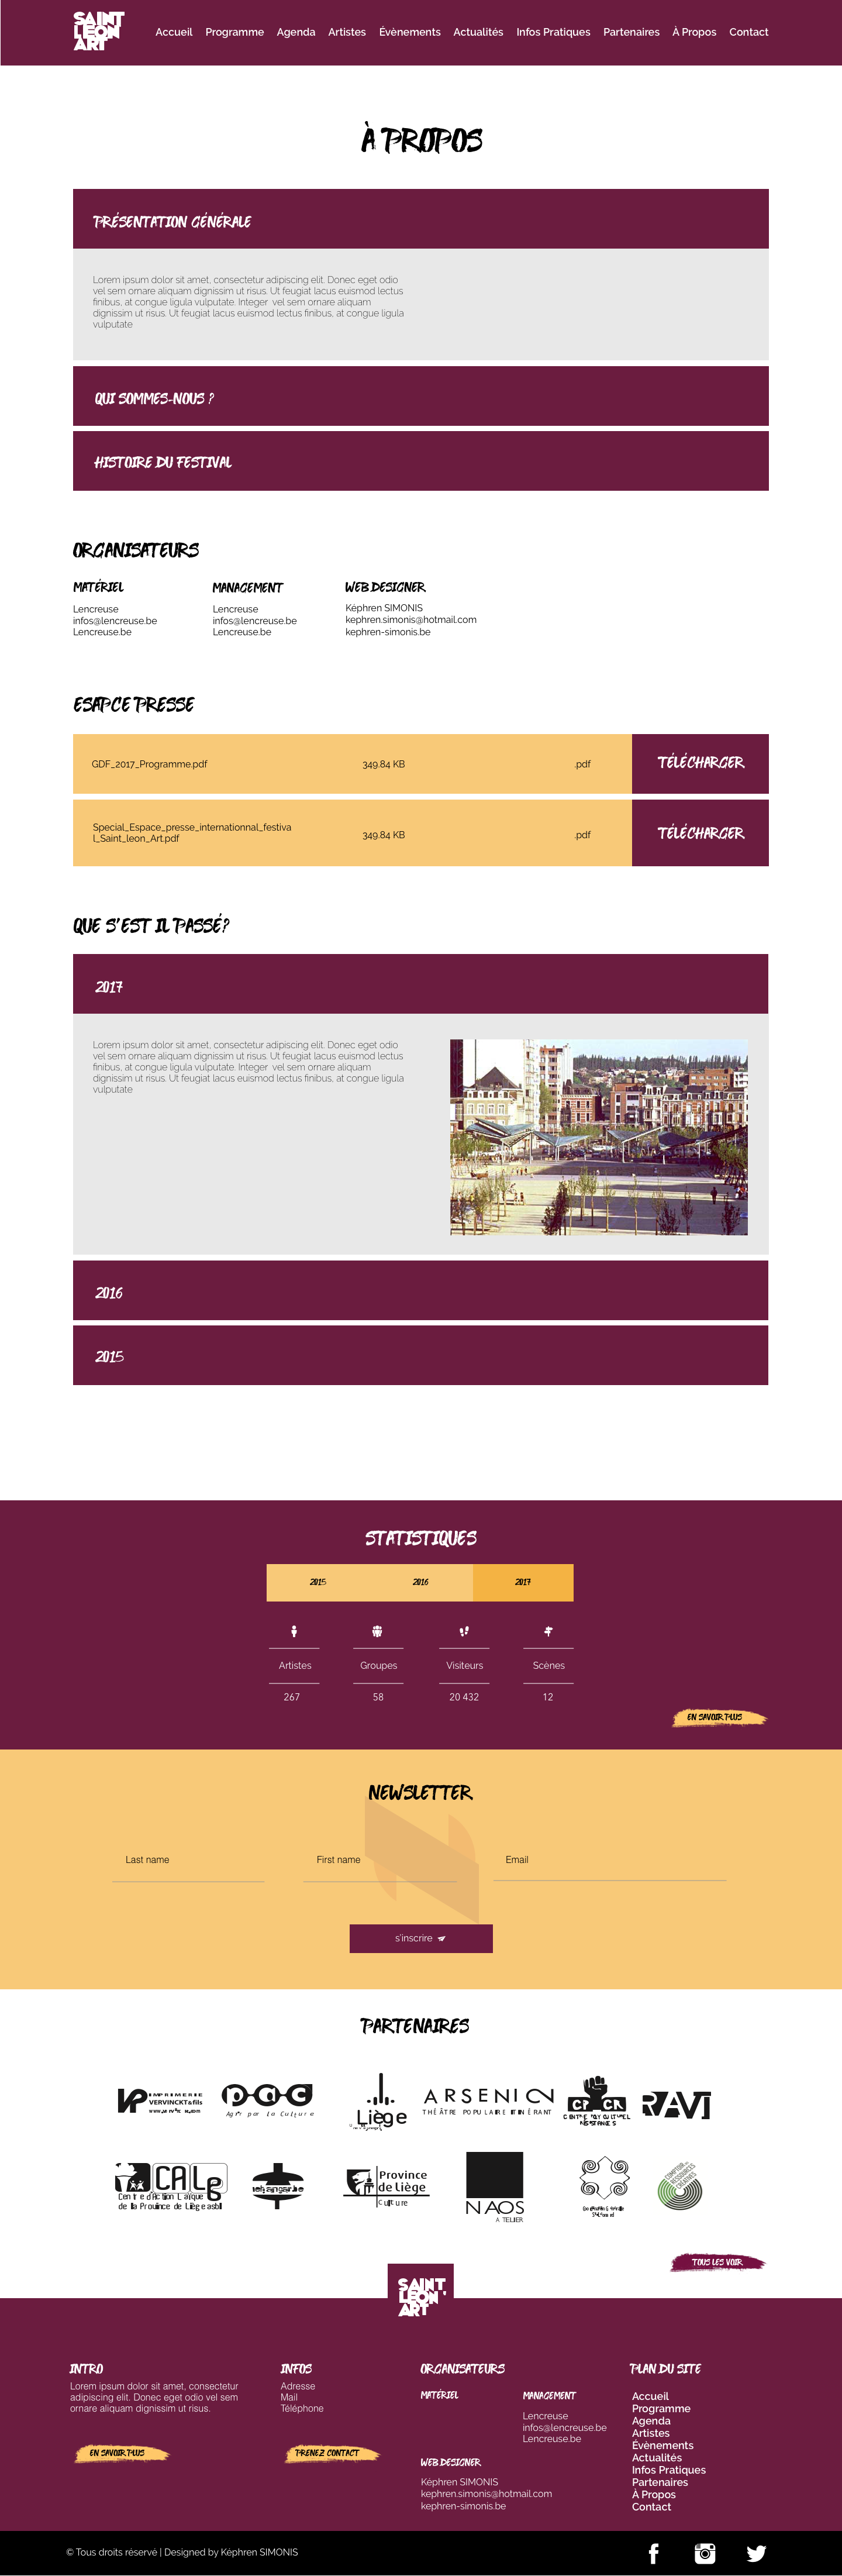 SAINT
LEON
ART
Accueil Programme Agenda Artistes Évènements Actualités Infos Pratiques Partenaires À Propos Contact
À PROPOS
PRÉSENTATION GÉNÉRALE
Lorem ipsum dolor sit amet, consectetur adipiscing elit. Donec eget odio
vel sem ornare aliquam dignissim ut risus. Ut feugiat lacus euismod lectus
finibus, at congue ligula vulputate. Integer vel sem ornare aliquam
dignissim ut risus. Ut feugiat lacus euismod lectus finibus, at congue ligula
vulputate
QUI SOMMES-NOUS ?
HISTOIRE DU FESTIVAL
ORGANISATEURS
MATÉRIEL
Lencreuse
infos@lencreuse.be
Lencreuse.be
MANAGEMENT
Lencreuse
infos@lencreuse.be
Lencreuse.be
WEB.DESIGNER
Képhren SIMONIS
kephren.simonis@hotmail.com
kephren-simonis.be
ESAPCE PRESSE
GDF_2017_Programme.pdf 349.84 KB .pdf TÉLÉCHARGER
Special_Espace_presse_internationnal_festiva
l_Saint_leon_Art.pdf 349.84 KB .pdf TÉLÉCHARGER
QUE S'EST IL PASSÉ?
2017
Lorem ipsum dolor sit amet, consectetur adipiscing elit. Donec eget odio
vel sem ornare aliquam dignissim ut risus. Ut feugiat lacus euismod lectus
finibus, at congue ligula vulputate. Integer vel sem ornare aliquam
dignissim ut risus. Ut feugiat lacus euismod lectus finibus, at congue ligula
vulputate
2016
2015
STATISTIQUES
2015 2016 2017
Artistes Groupes Visiteurs Scènes
267 58 20 432 12
EN SAVOIR PLUS
NEWSLETTER
Last name First name Email
s'inscrire
PARTENAIRES
IMPRIMERIE
VERVINCKT&fils
pac
Agir par la Culture
Liège
ARSENIC2
THÉÂTRE POPULAIRE ITINÉRANT
CPCR
RAVI
CALg
Centre d'Action Laïque
de la Province de Liège asbl
Province
de Liège
Culture
NAOS
ATELIER
COMPTOIR DES
RESSOURCES
CRÉATIVES
TOUS LES VOIR
SAINT
LEON'
ART
INTRO
Lorem ipsum dolor sit amet, consectetur
adipiscing elit. Donec eget odio vel sem
ornare aliquam dignissim ut risus.
EN SAVOIR PLUS
INFOS
Adresse
Mail
Téléphone
PRENEZ CONTACT
ORGANISATEURS
MATÉRIEL
MANAGEMENT
Lencreuse
infos@lencreuse.be
Lencreuse.be
WEB.DESIGNER
Képhren SIMONIS
kephren.simonis@hotmail.com
kephren-simonis.be
PLAN DU SITE
Accueil
Programme
Agenda
Artistes
Évènements
Actualités
Infos Pratiques
Partenaires
À Propos
Contact
© Tous droits réservé | Designed by Képhren SIMONIS